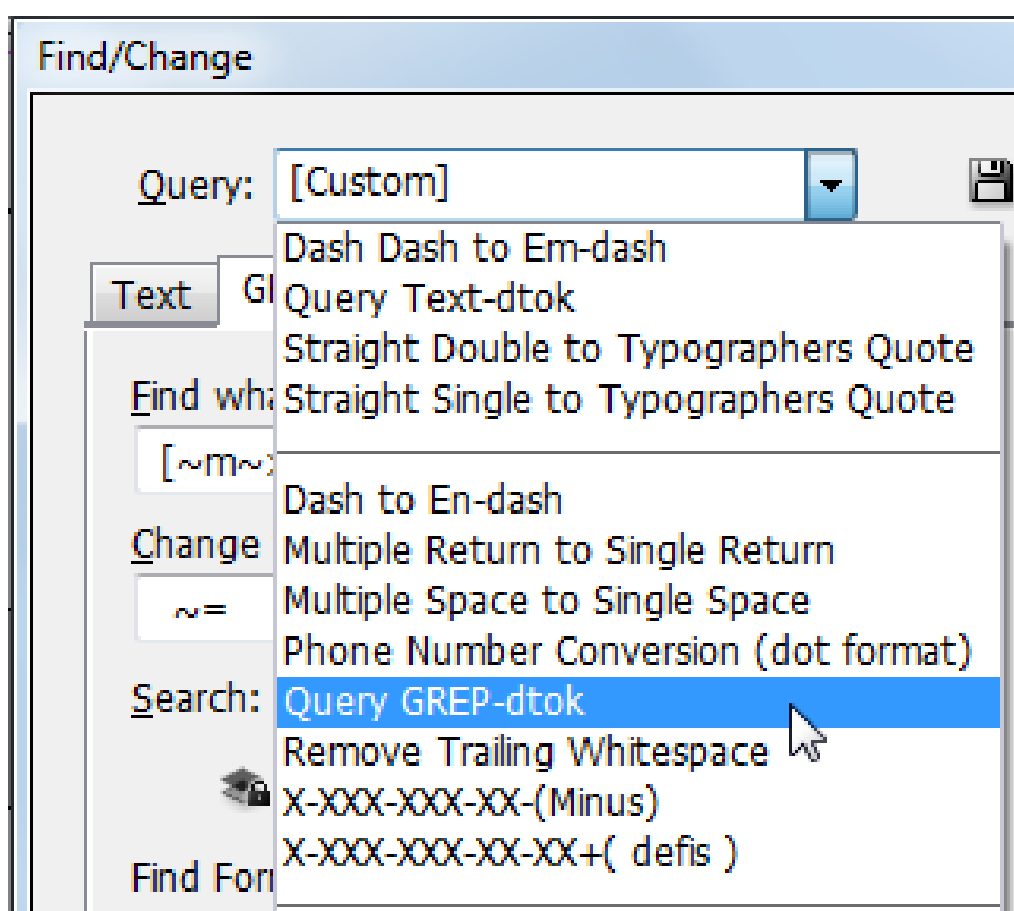 Find/Change
Query: [Custom]
Dash Dash to Em-dash
Text
Query Text-dtok
Straight Double to Typographers Quote
Find
Straight Single to Typographers Quote
[~m~
Dash to En-dash
Change
Multiple Return to Single Return
~=
Multiple Space to Single Space
Phone Number Conversion (dot format)
Search:
Query GREP-dtok
Remove Trailing Whitespace
X-XXX-XXX-XX-(Minus)
X-XXX-XXX-XX-XX+( defis )
Find